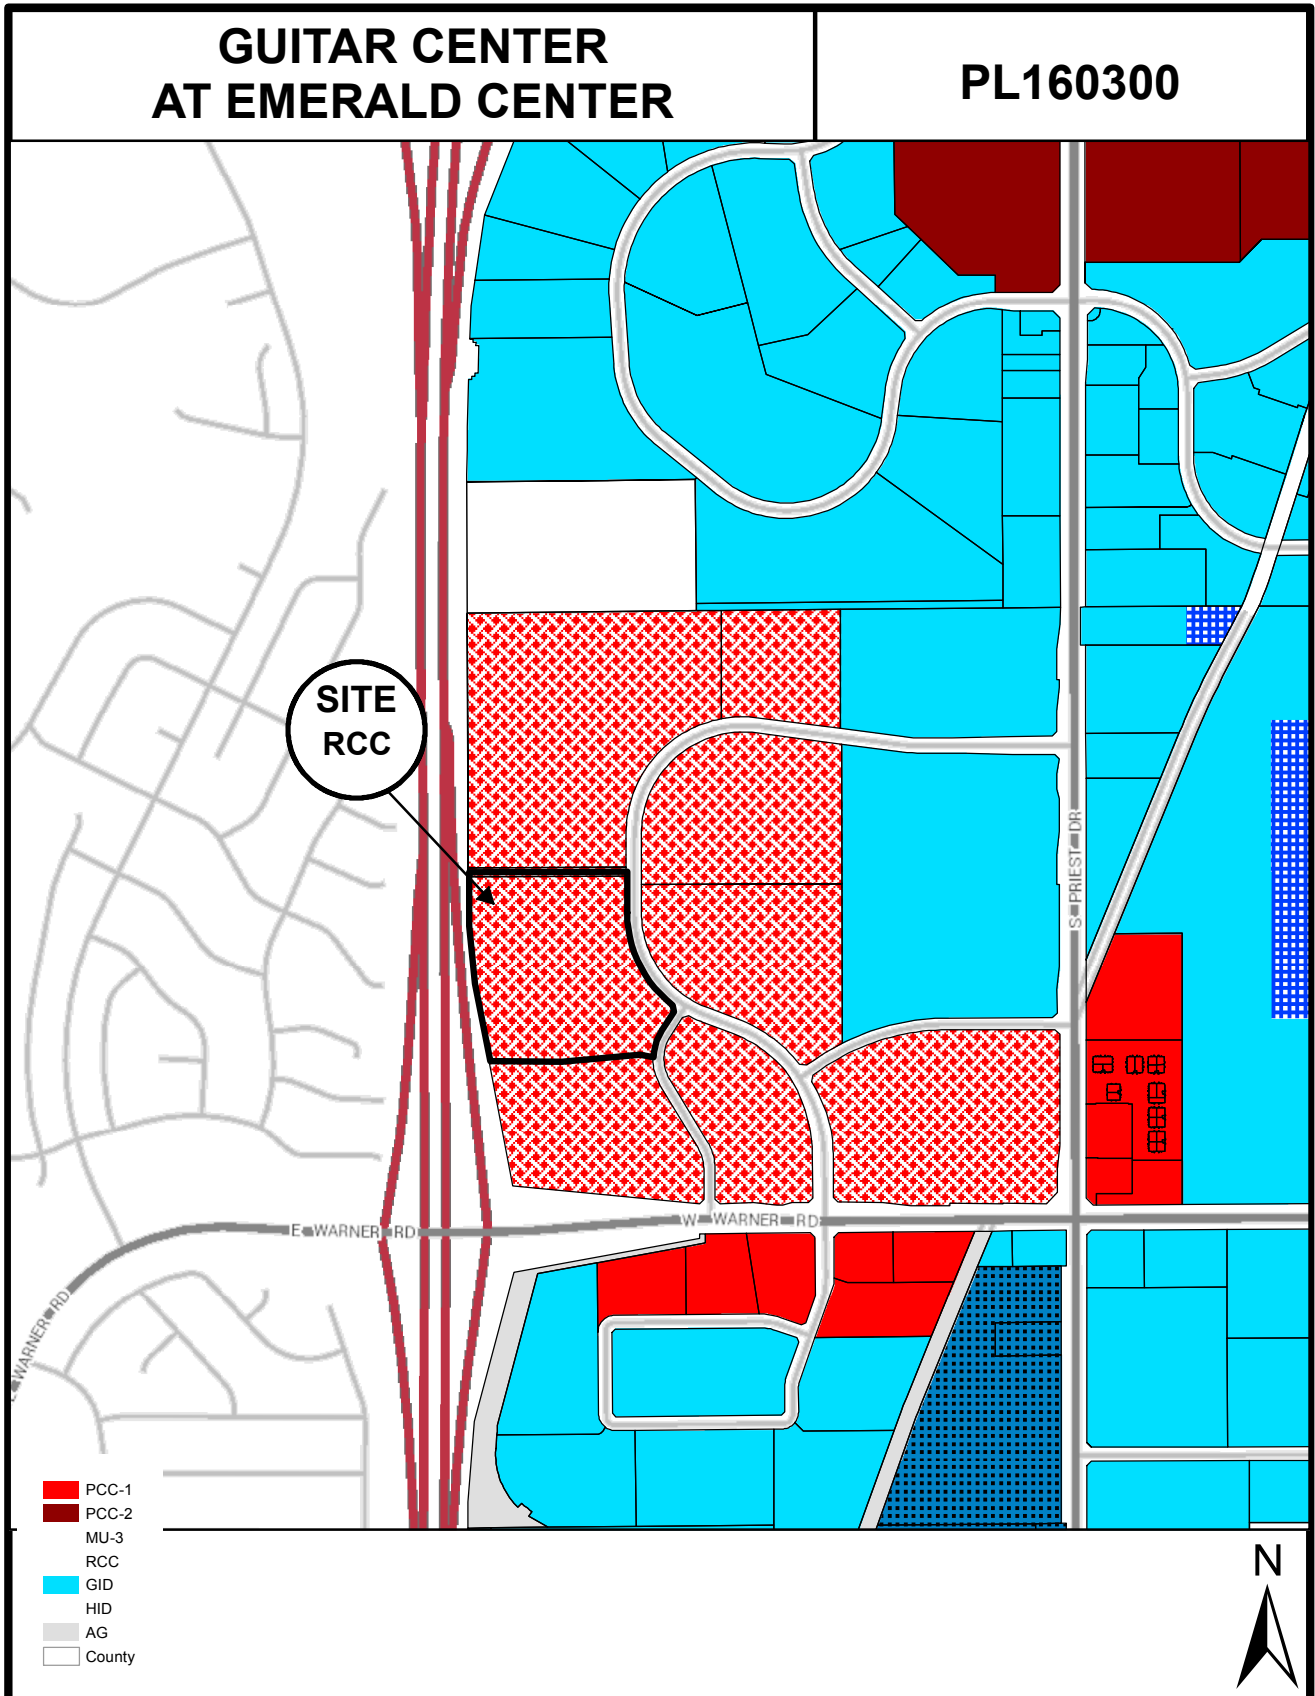 GUITAR CENTER
AT EMERALD CENTER
PL160300
SITE
RCC
S PRIEST DR
E WARNER RD
W WARNER RD
E WARNER RD
PCC-1
PCC-2
MU-3
RCC
GID
HID
AG
County
N